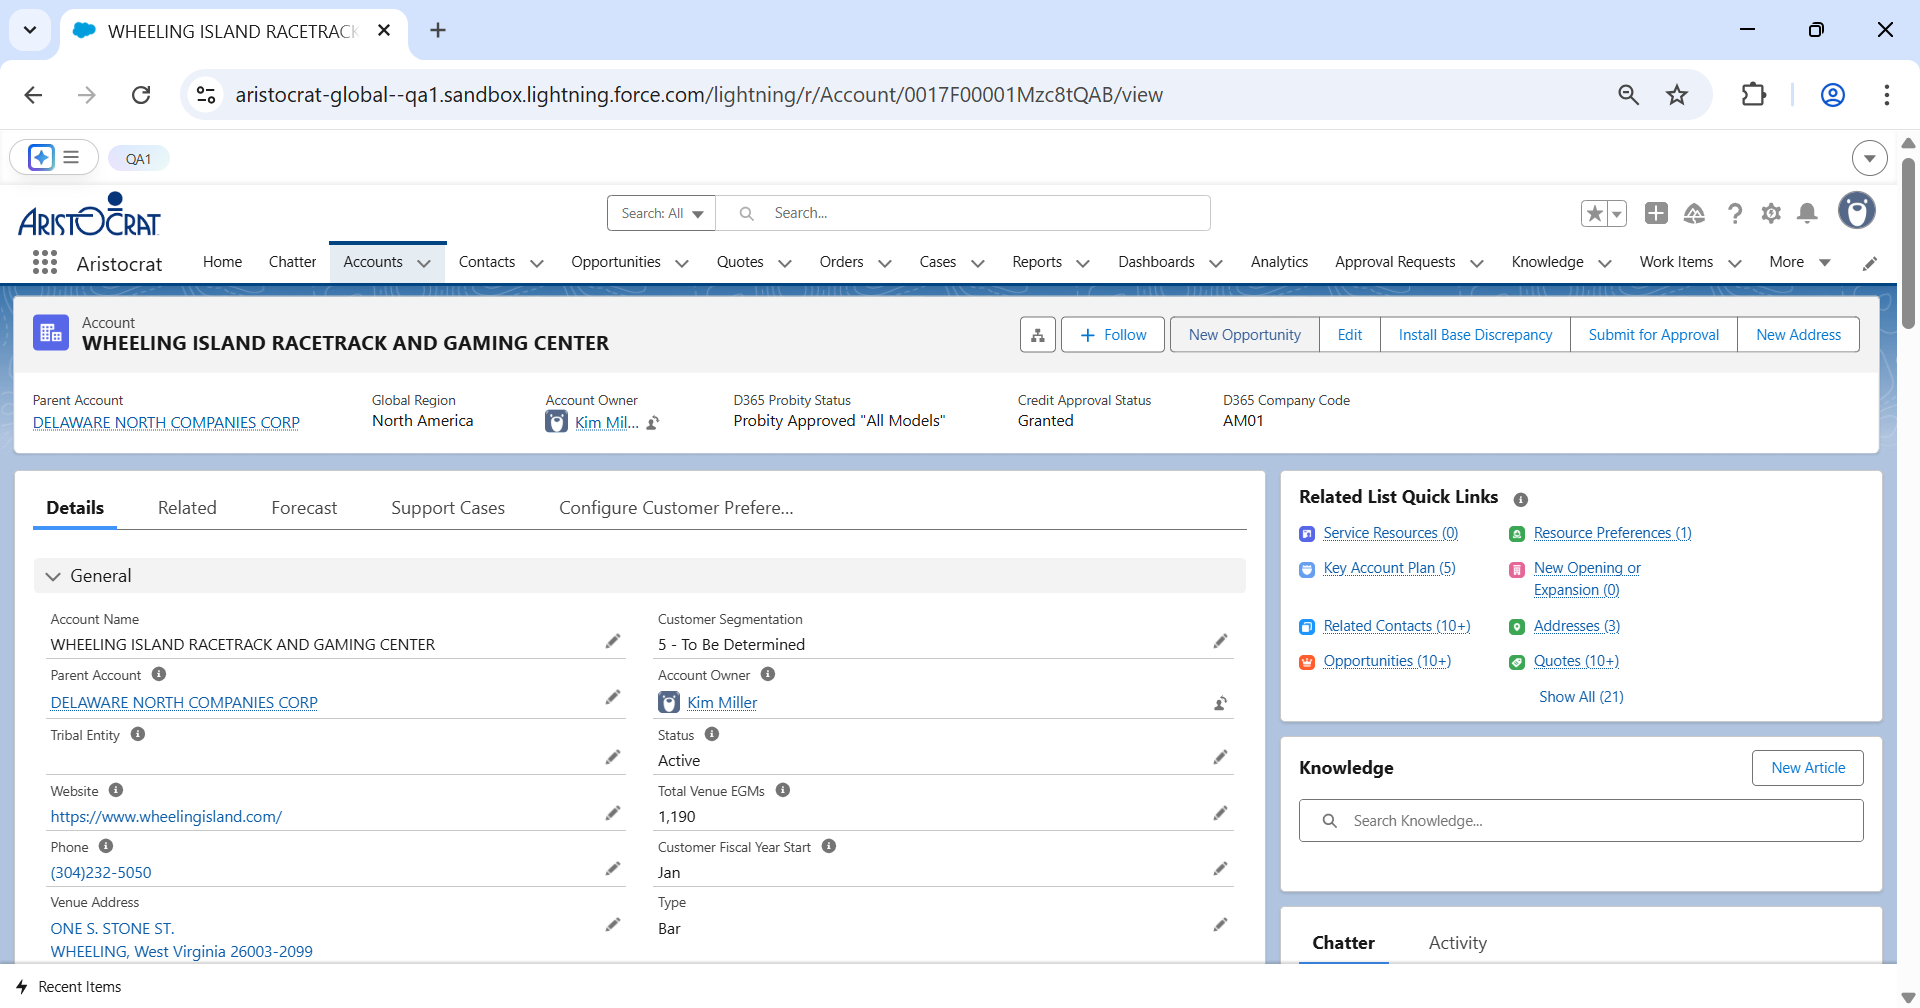 WHEELING ISLAND RACETRACK
aristocrat-global--qa1.sandbox.lightning.force.com/lightning/r/Account/0017F00001Mzc8tQAB/view
QA1
ARISTOCRAT
Search: All
Search...
Aristocrat
Home
Chatter
Accounts
Contacts
Opportunities
Quotes
Orders
Cases
Reports
Dashboards
Analytics
Approval Requests
Knowledge
Work Items
More
Account
WHEELING ISLAND RACETRACK AND GAMING CENTER
Follow
New Opportunity
Edit
Install Base Discrepancy
Submit for Approval
New Address
Parent Account
DELAWARE NORTH COMPANIES CORP
Global Region
North America
Account Owner
Kim Mil...
D365 Probity Status
Probity Approved "All Models"
Credit Approval Status
Granted
D365 Company Code
AM01
Details
Related
Forecast
Support Cases
Configure Customer Prefere...
General
Account Name
WHEELING ISLAND RACETRACK AND GAMING CENTER
Customer Segmentation
5 - To Be Determined
Parent Account
DELAWARE NORTH COMPANIES CORP
Account Owner
Kim Miller
Tribal Entity
Status
Active
Website
https://www.wheelingisland.com/
Total Venue EGMs
1,190
Phone
(304)232-5050
Customer Fiscal Year Start
Jan
Venue Address
ONE S. STONE ST.
WHEELING, West Virginia 26003-2099
Type
Bar
Related List Quick Links
Service Resources (0)
Resource Preferences (1)
Key Account Plan (5)
New Opening or
Expansion (0)
Related Contacts (10+)
Addresses (3)
Opportunities (10+)
Quotes (10+)
Show All (21)
Knowledge
New Article
Search Knowledge...
Chatter
Activity
Recent Items